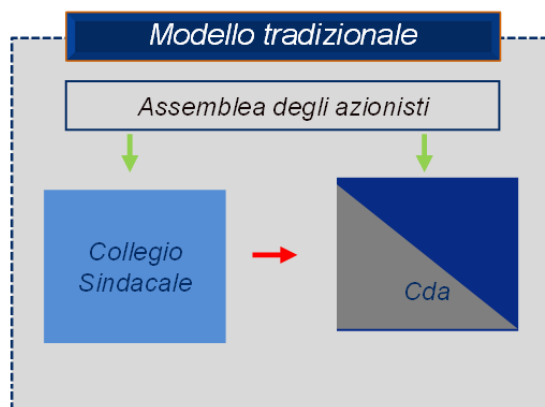 Modello tradizionale
Assemblea degli azionisti
Collegio
Sindacale
Cda